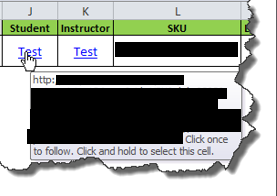 J K L
Student Instructor SKU
Test Test
http:
Click once
to follow. Click and hold to select this cell.